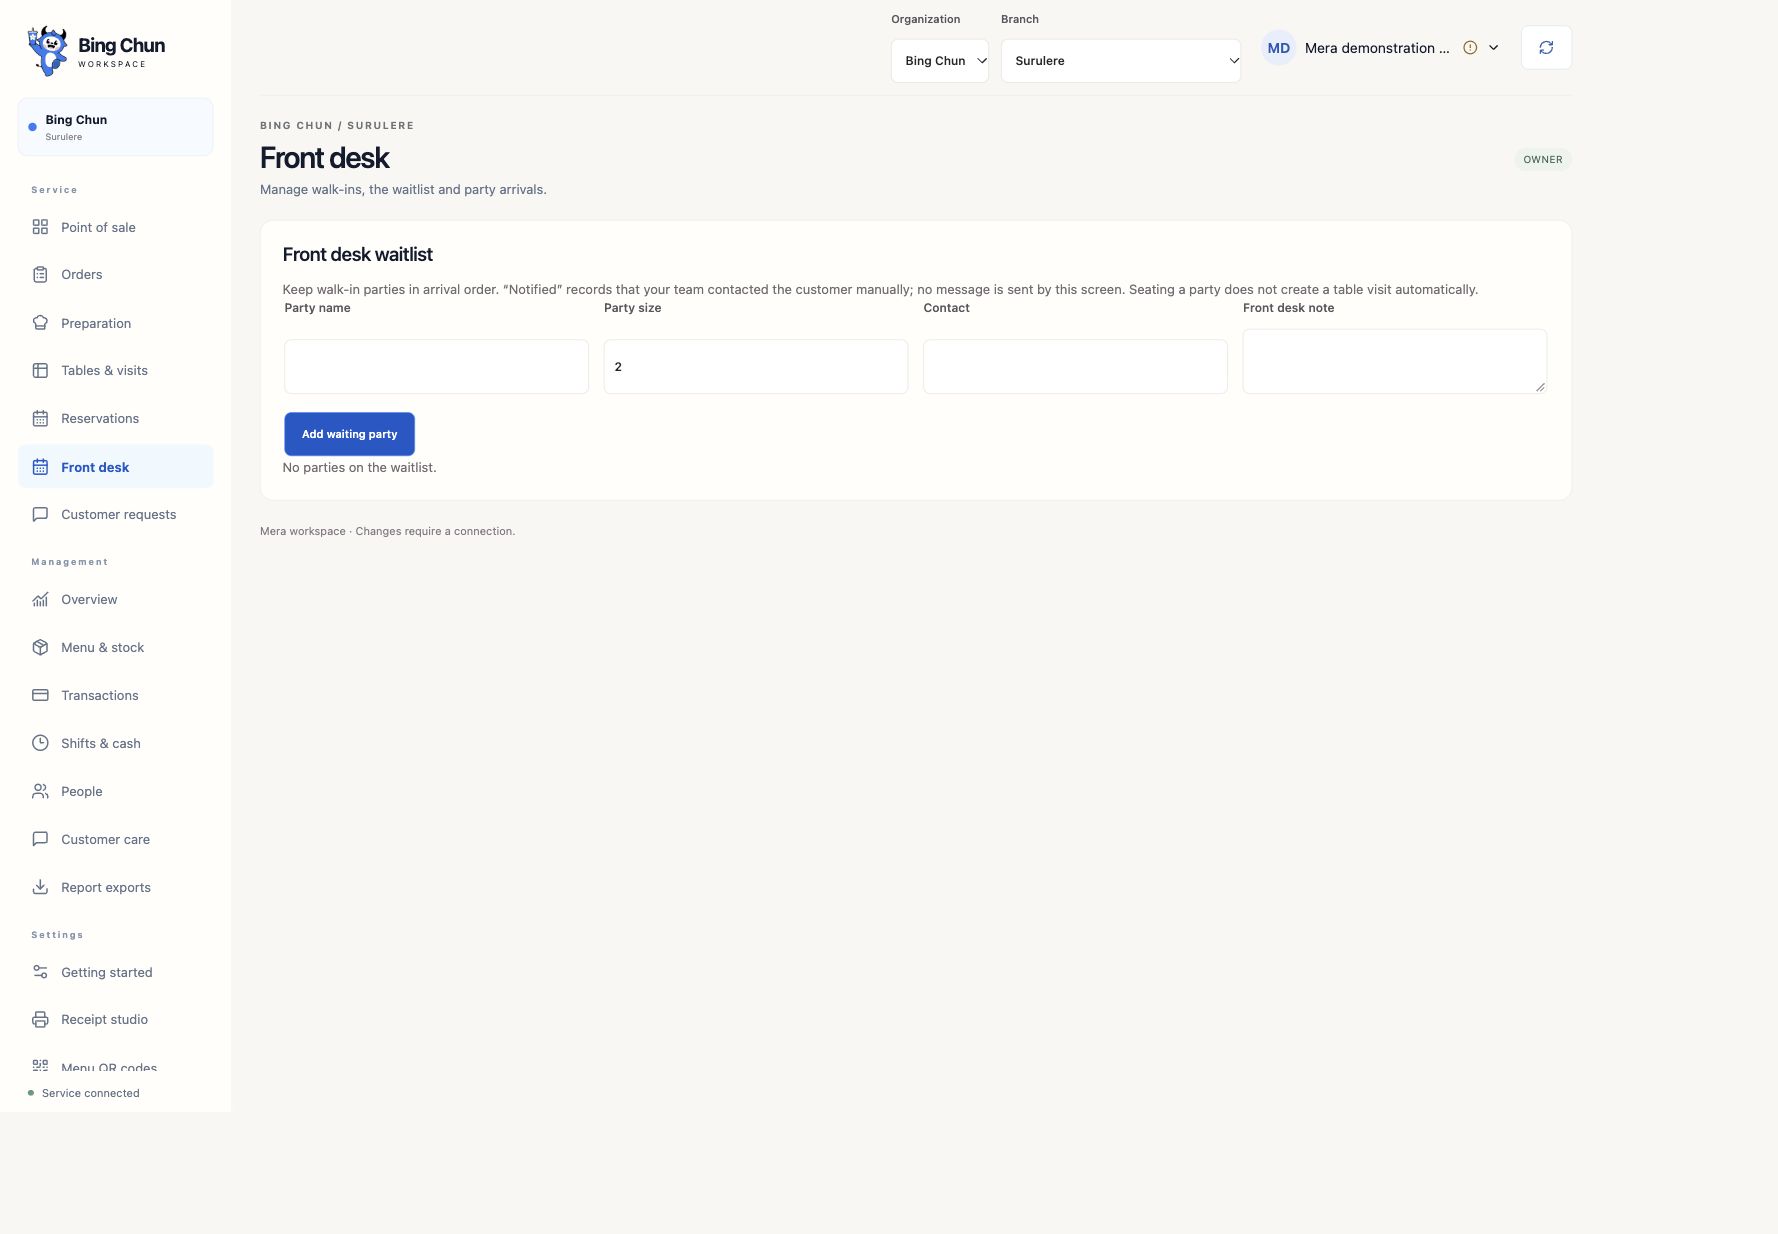 Bing Chun
WORKSPACE
Bing Chun
Surulere
Service
Point of sale
Orders
Preparation
Tables & visits
Reservations
Front desk
Customer requests
Management
Overview
Menu & stock
Transactions
Shifts & cash
People
Customer care
Report exports
Settings
Getting started
Receipt studio
Menu QR codes
Service connected
Organization
Bing Chun
Branch
Surulere
MD
Mera demonstration ...
BING CHUN / SURULERE
Front desk
OWNER
Manage walk-ins, the waitlist and party arrivals.
Front desk waitlist
Keep walk-in parties in arrival order. “Notified” records that your team contacted the customer manually; no message is sent by this screen. Seating a party does not create a table visit automatically.
Party name
Party size
2
Contact
Front desk note
Add waiting party
No parties on the waitlist.
Mera workspace · Changes require a connection.